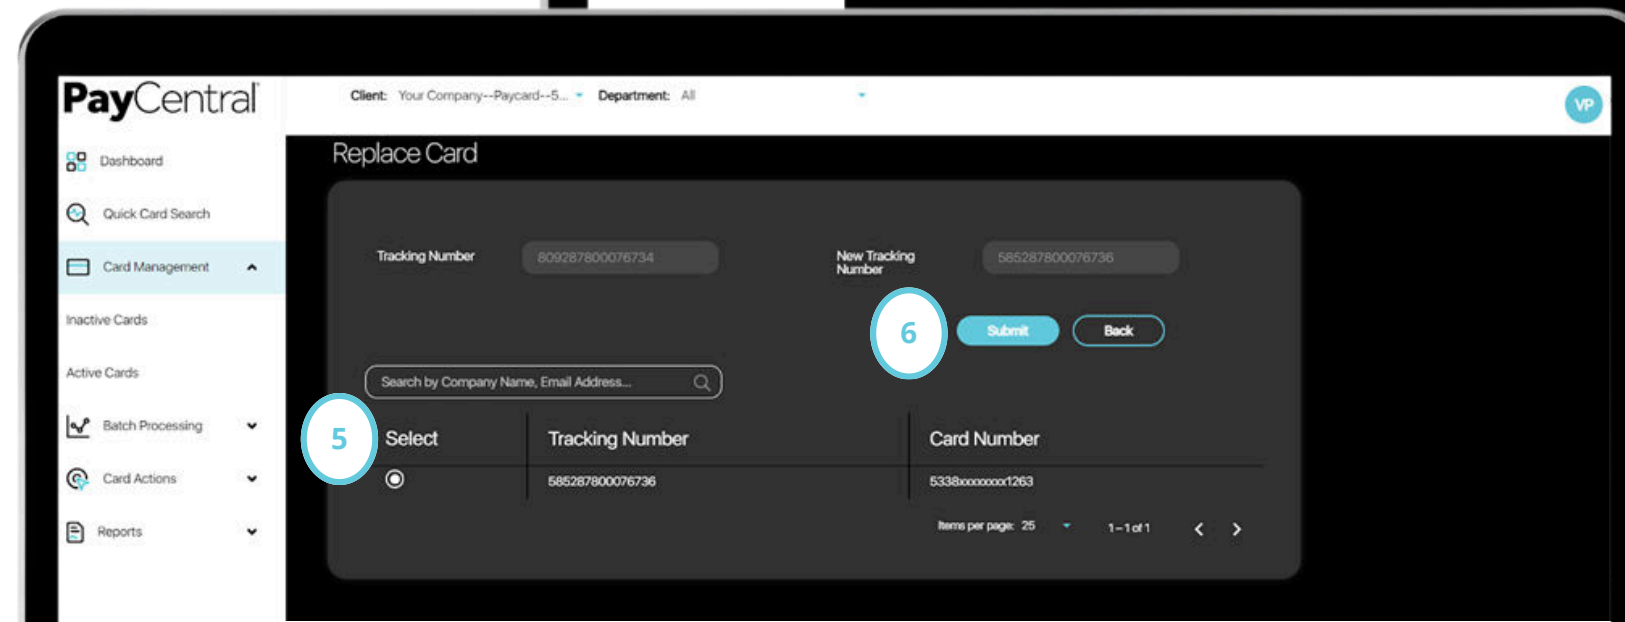 PayCentral
Client: Your Company--Paycard--5... Department: All
VP
Dashboard
Quick Card Search
Card Management
Inactive Cards
Active Cards
Batch Processing
Card Actions
Reports
Replace Card
Tracking Number 809287800076734 New Tracking Number 585287800076736
6 Submit Back
Search by Company Name, Email Address...
5 Select Tracking Number Card Number
585287800076736 5338xxxxxxxx1263
Items per page: 25 1–1 of 1